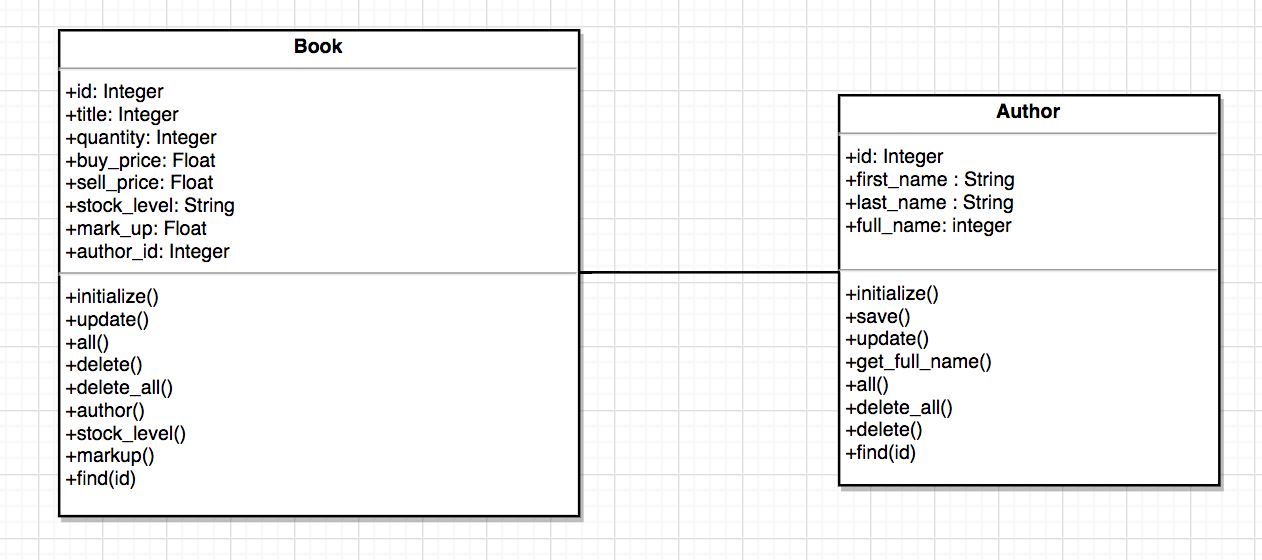 Book
+id: Integer
+title: Integer
+quantity: Integer
+buy_price: Float
+sell_price: Float
+stock_level: String
+mark_up: Float
+author_id: Integer
+initialize()
+update()
+all()
+delete()
+delete_all()
+author()
+stock_level()
+markup()
+find(id)
Author
+id: Integer
+first_name : String
+last_name : String
+full_name: integer
+initialize()
+save()
+update()
+get_full_name()
+all()
+delete_all()
+delete()
+find(id)